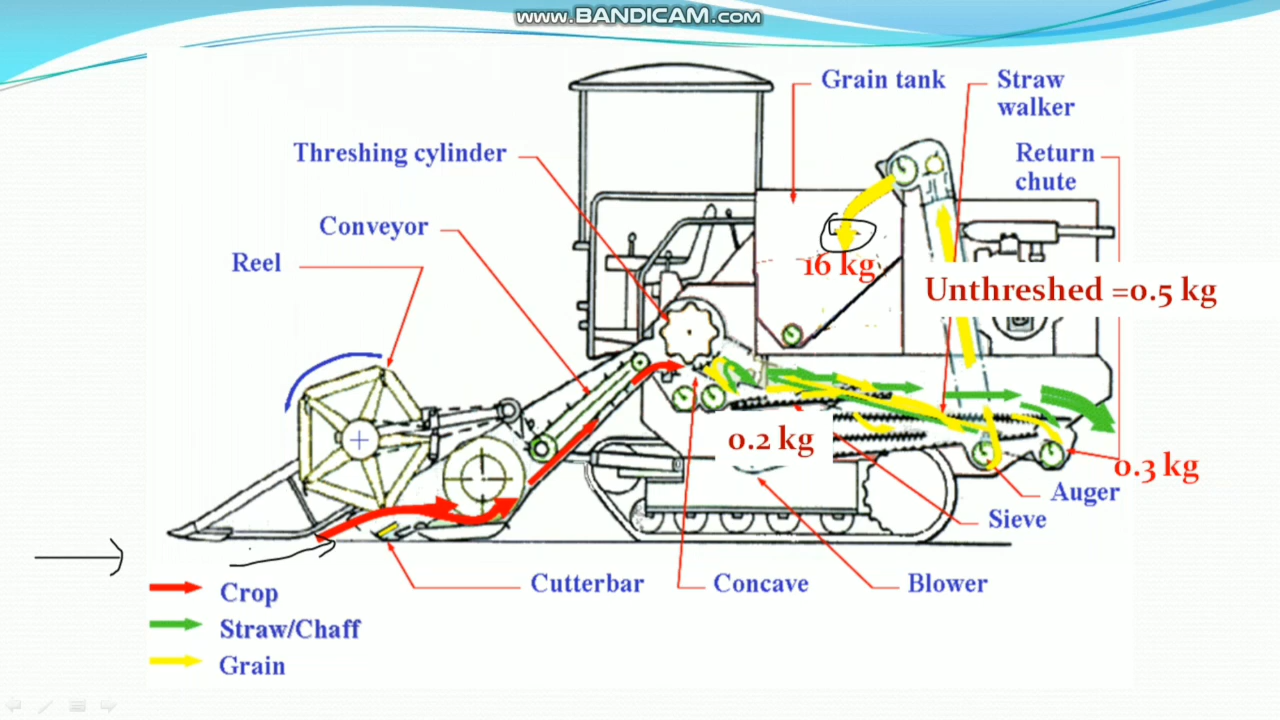 www.BANDICAM.com
Grain tank
Straw
walker
Threshing cylinder
Return
chute
Conveyor
Reel
16 kg
Unthreshed =0.5 kg
0.2 kg
0.3 kg
Auger
Sieve
Cutterbar
Concave
Blower
Crop
Straw/Chaff
Grain